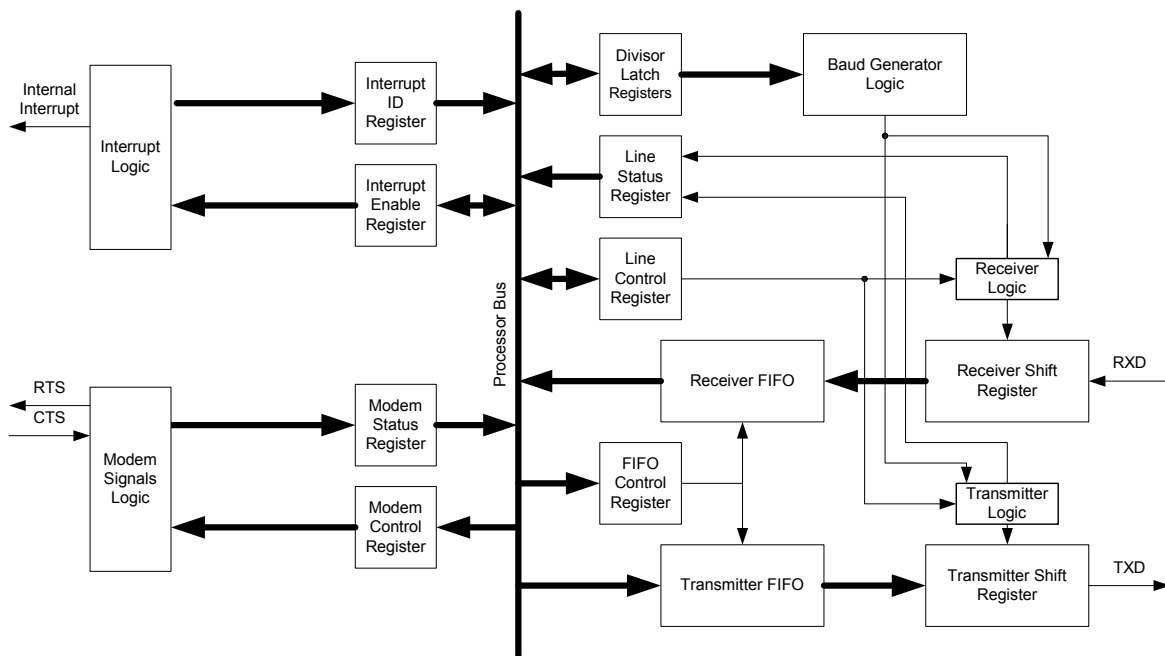 Internal
Interrupt
Interrupt
Logic
Interrupt
ID
Register
Interrupt
Enable
Register
RTS
CTS
Modem
Signals
Logic
Modem
Status
Register
Modem
Control
Register
Processor Bus
Divisor
Latch
Registers
Baud Generator
Logic
Line
Status
Register
Line
Control
Register
Receiver
Logic
Receiver FIFO
Receiver Shift
Register
RXD
FIFO
Control
Register
Transmitter
Logic
Transmitter FIFO
Transmitter Shift
Register
TXD